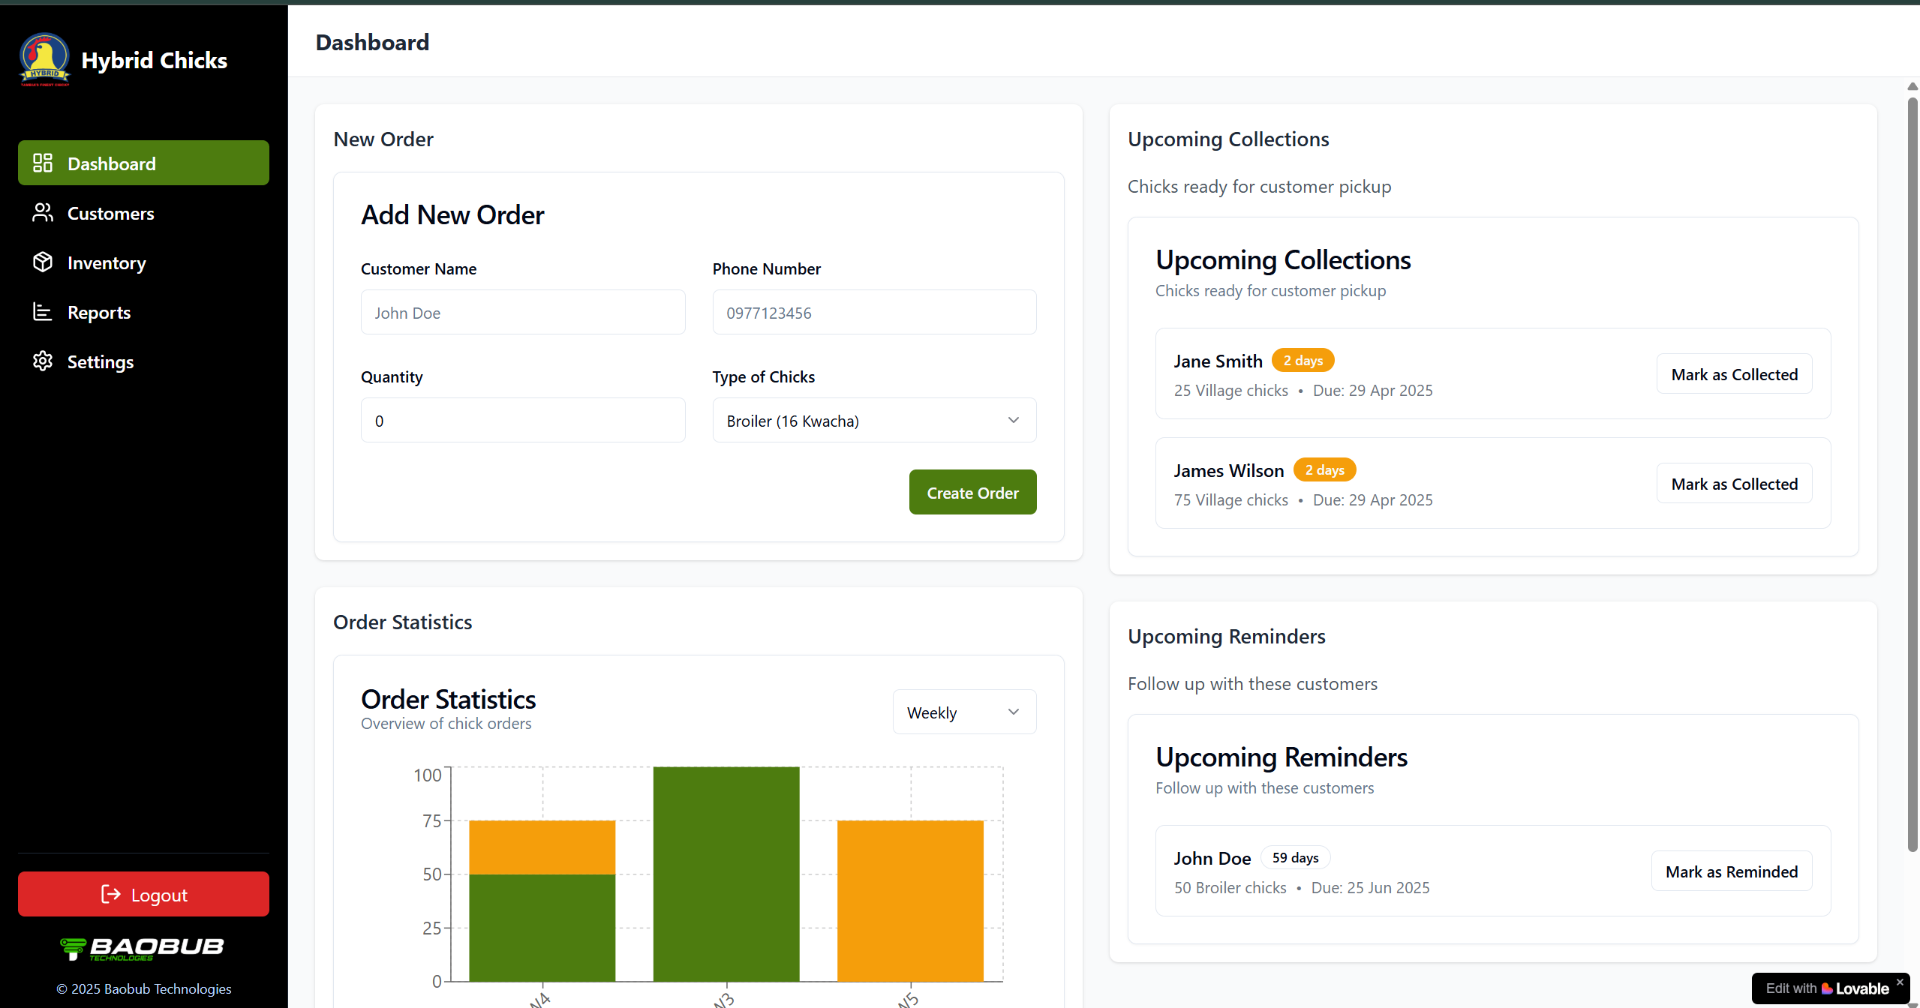 HYBRID
Hybrid Chicks
Dashboard
Customers
Inventory
Reports
Settings
Logout
BAOBUB
TECHNOLOGIES
© 2025 Baobub Technologies
Dashboard
New Order
Add New Order
Customer Name
Phone Number
John Doe
0977123456
Quantity
Type of Chicks
0
Broiler (16 Kwacha)
Create Order
Order Statistics
Order Statistics
Overview of chick orders
Weekly
100
75
50
25
0
W4
W3
W5
Upcoming Collections
Chicks ready for customer pickup
Upcoming Collections
Chicks ready for customer pickup
Jane Smith 2 days
25 Village chicks • Due: 29 Apr 2025
Mark as Collected
James Wilson 2 days
75 Village chicks • Due: 29 Apr 2025
Mark as Collected
Upcoming Reminders
Follow up with these customers
Upcoming Reminders
Follow up with these customers
John Doe 59 days
50 Broiler chicks • Due: 25 Jun 2025
Mark as Reminded
Edit with Lovable